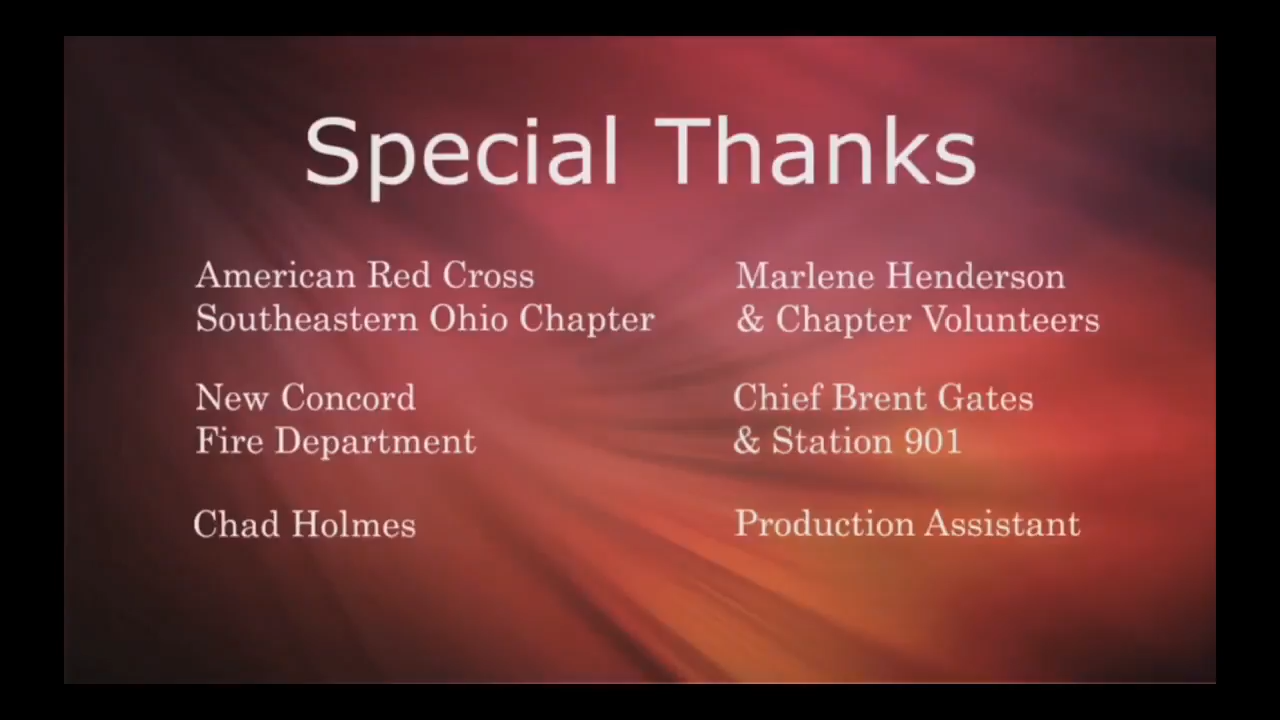 Special Thanks
American Red Cross
Southeastern Ohio Chapter
Marlene Henderson
& Chapter Volunteers
New Concord
Fire Department
Chief Brent Gates
& Station 901
Chad Holmes
Production Assistant